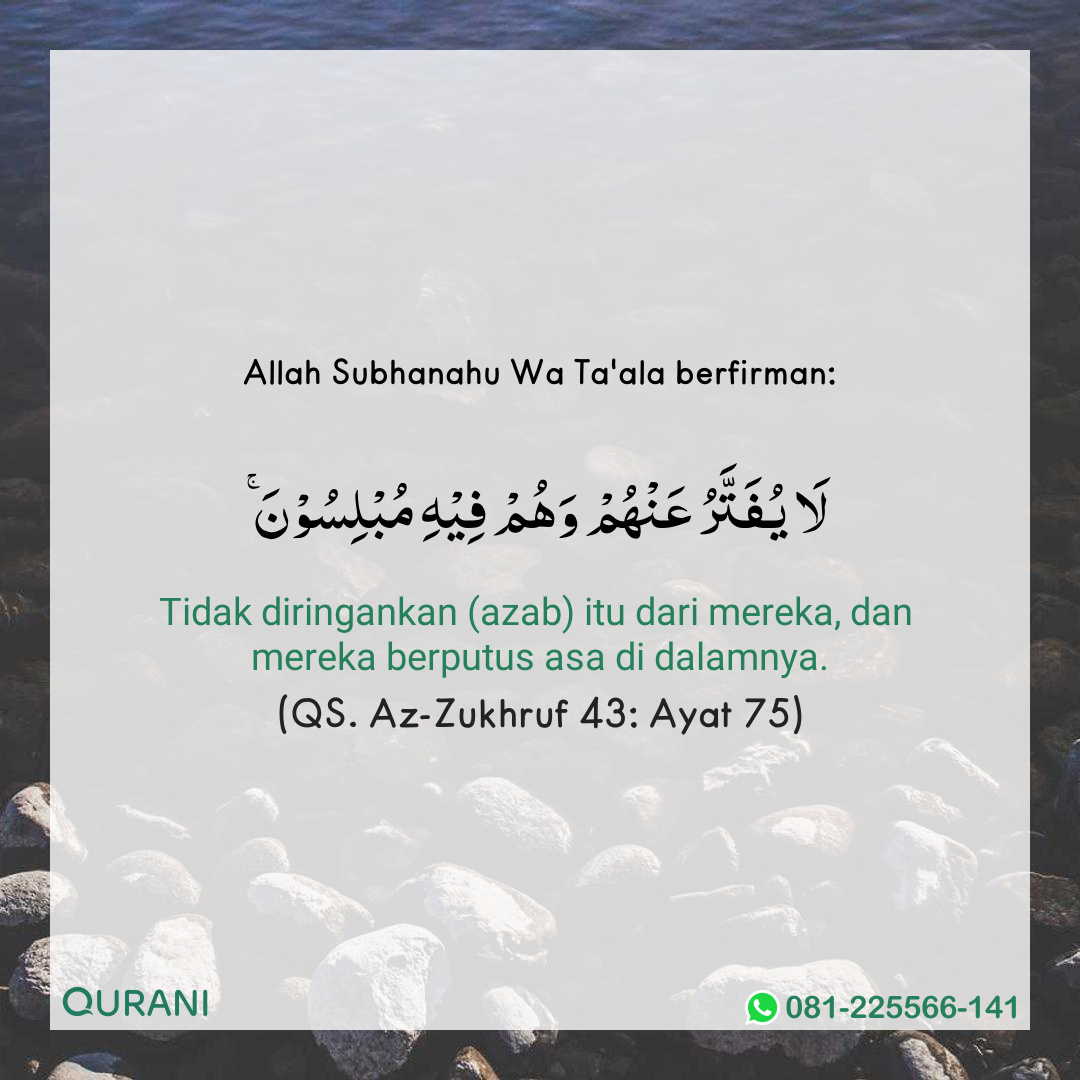 Allah Subhanahu Wa Ta'ala berfirman:
لَا يُفَتَّرُ عَنْهُمْ وَهُمْ فِيْهِ مُبْلِسُوْنَ ۚ
Tidak diringankan (azab) itu dari mereka, dan
mereka berputus asa di dalamnya.
(QS. Az-Zukhruf 43: Ayat 75)
QURANI
081-225566-141